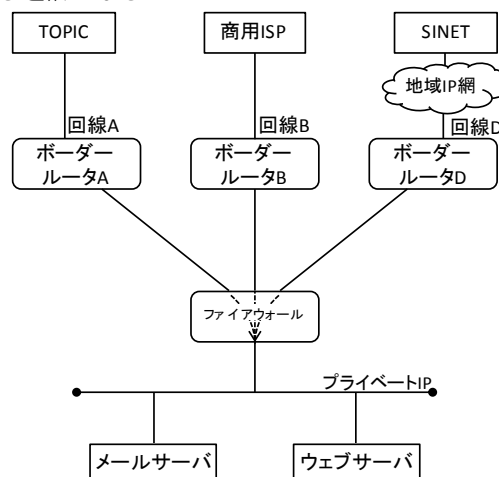 TOPIC
商用ISP
SINET
地域IP網
回線A
回線B
回線D
ボーダー
ルータA
ボーダー
ルータB
ボーダー
ルータD
ファイアウォール
プライベートIP
メールサーバ
ウェブサーバ